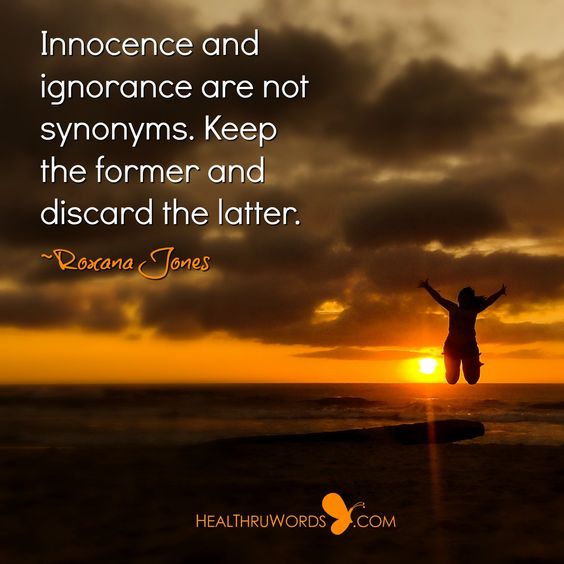 Innocence and
ignorance are not
synonyms. Keep
the former and
discard the latter.
~Roxana Jones
HEALTHRUWORDS.COM